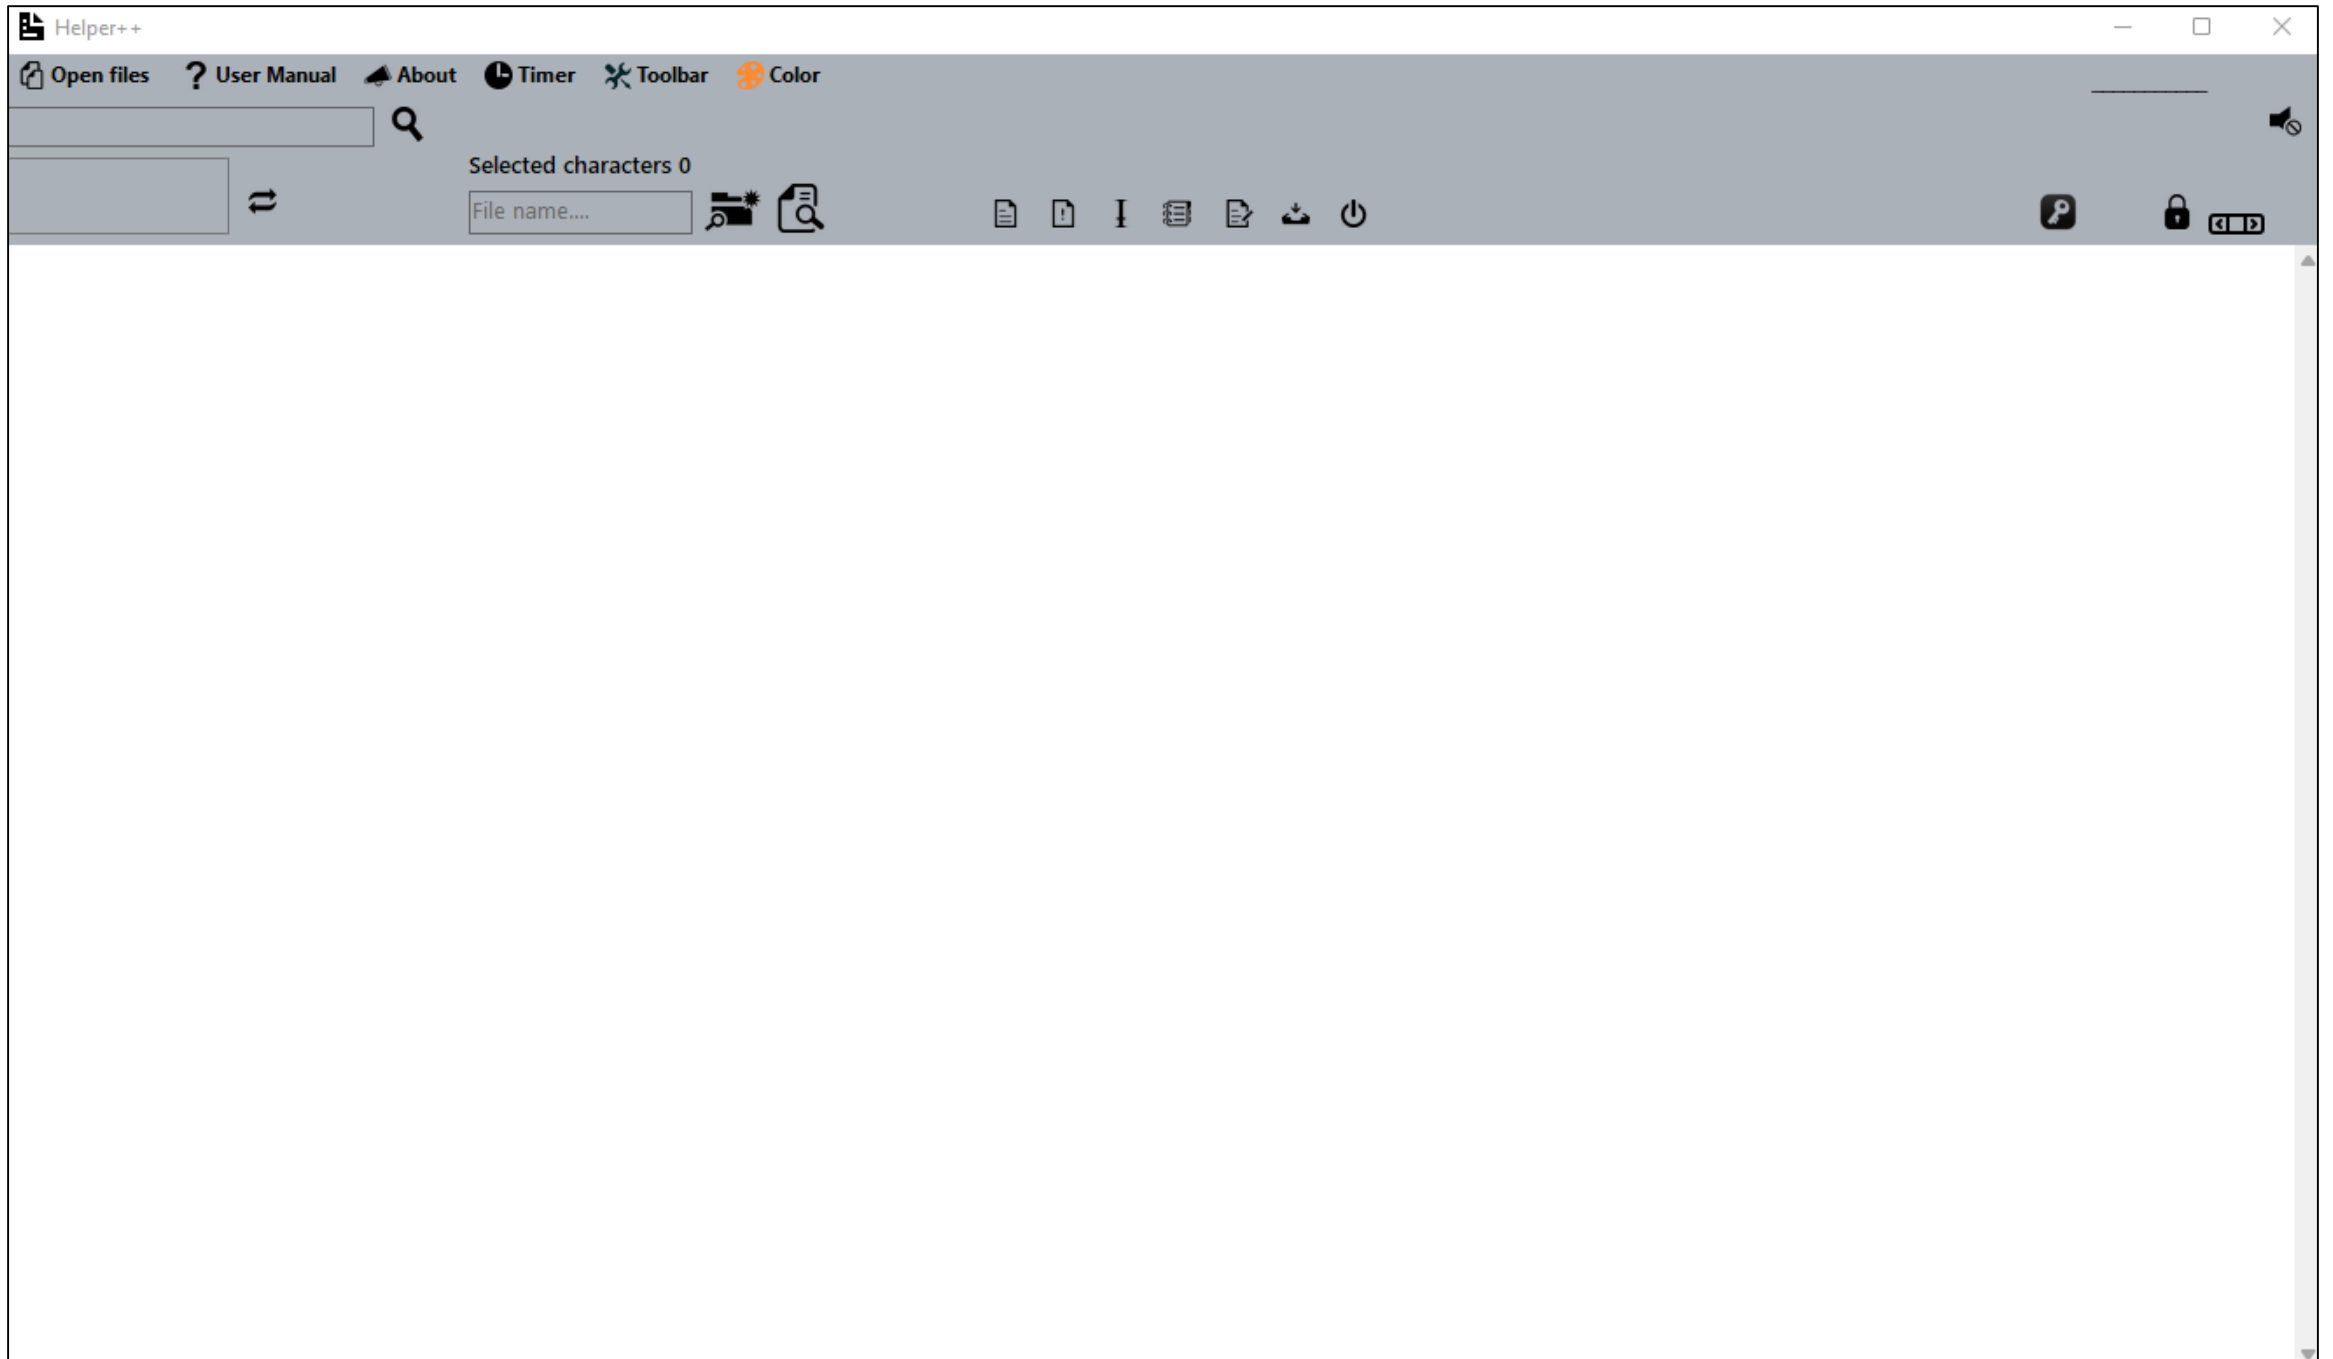 Helper++
Open files User Manual About Timer Toolbar Color
Selected characters 0
File name....